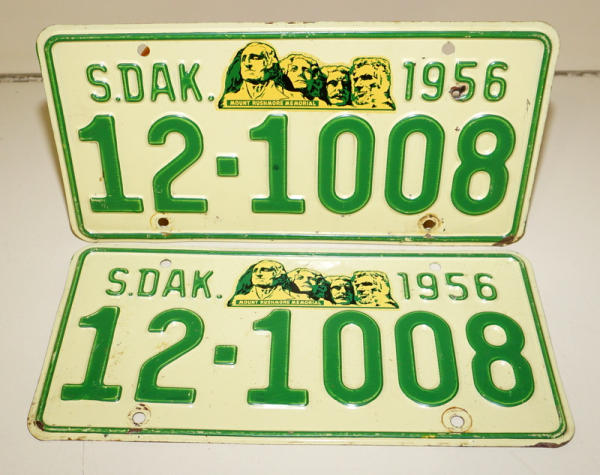 S.DAK. 1956
MOUNT RUSHMORE MEMORIAL
12-1008
S.DAK. 1956
MOUNT RUSHMORE MEMORIAL
12-1008